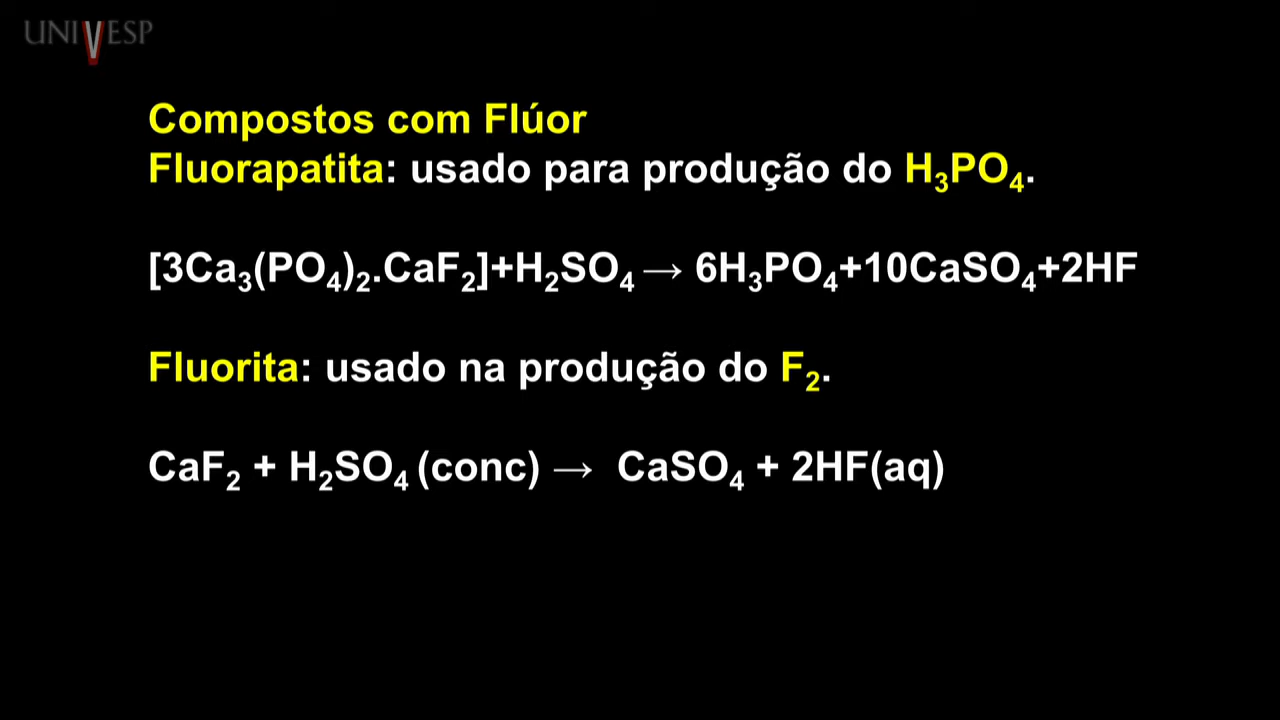 UNIVESP
Compostos com Flúor
Fluorapatita: usado para produção do H₃PO₄.
[3Ca₃(PO₄)₂.CaF₂]+H₂SO₄ → 6H₃PO₄+10CaSO₄+2HF
Fluorita: usado na produção do F₂.
CaF₂ + H₂SO₄ (conc) → CaSO₄ + 2HF(aq)